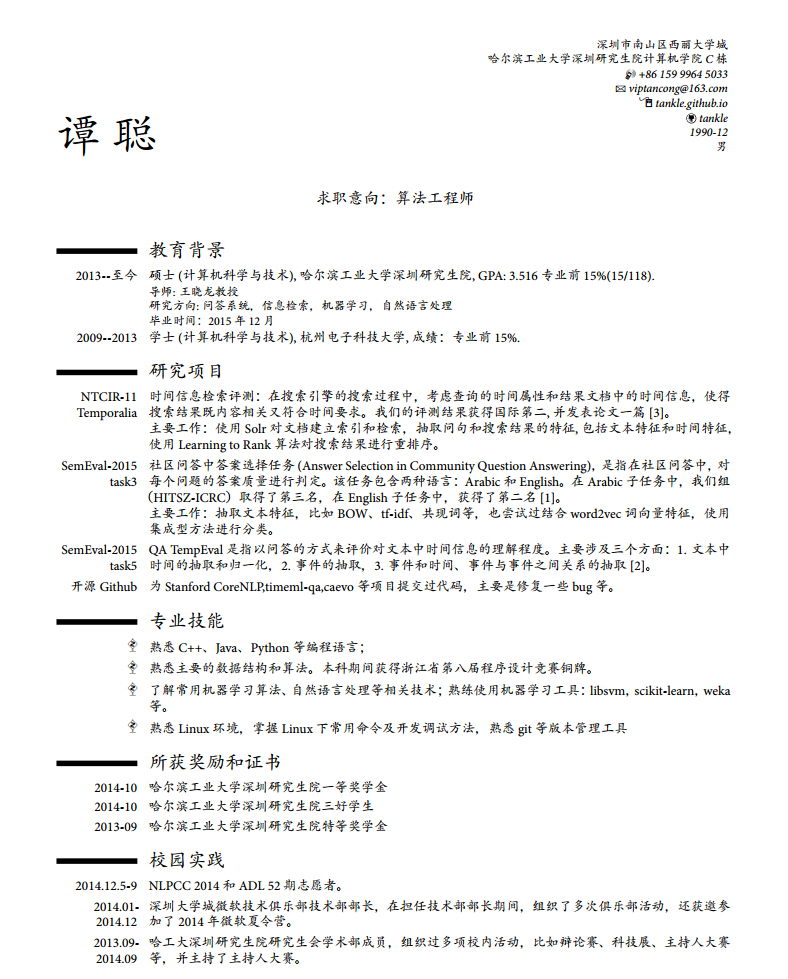 深圳市南山区西丽大学城
哈尔滨工业大学深圳研究生院计算机学院 C 栋
+86 159 9964 5033
viptancong@163.com
tankle.github.io
tankle
1990-12
男
谭 聪
求职意向：算法工程师
教育背景
2013--至今 硕士 (计算机科学与技术), 哈尔滨工业大学深圳研究生院, GPA: 3.516 专业前 15%(15/118).
导师: 王晓龙教授
研究方向: 问答系统，信息检索，机器学习，自然语言处理
毕业时间：2015 年 12 月
2009--2013 学士 (计算机科学与技术), 杭州电子科技大学, 成绩：专业前 15%.
研究项目
NTCIR-11 时间信息检索评测：在搜索引擎的搜索过程中，考虑查询的时间属性和结果文档中的时间信息，使得
Temporalia 搜索结果既内容相关又符合时间要求。我们的评测结果获得国际第二, 并发表论文一篇 [3]。
主要工作：使用 Solr 对文档建立索引和检索，抽取问句和搜索结果的特征, 包括文本特征和时间特征,
使用 Learning to Rank 算法对搜索结果进行重排序。
SemEval-2015 社区问答中答案选择任务 (Answer Selection in Community Question Answering)，是指在社区问答中，对
task3 每个问题的答案质量进行判定。该任务包含两种语言：Arabic 和 English。在 Arabic 子任务中，我们组
（HITSZ-ICRC）取得了第三名，在 English 子任务中，获得了第二名 [1]。
主要工作：抽取文本特征，比如 BOW、tf-idf、共现词等，也尝试过结合 word2vec 词向量特征，使用
集成型方法进行分类。
SemEval-2015 QA TempEval 是指以问答的方式来评价对文本中时间信息的理解程度。主要涉及三个方面：1. 文本中
task5 时间的抽取和归一化，2. 事件的抽取，3. 事件和时间、事件与事件之间关系的抽取 [2]。
开源 Github 为 Stanford CoreNLP,timeml-qa,caevo 等项目提交过代码，主要是修复一些 bug 等。
专业技能
熟悉 C++、Java、Python 等编程语言；
熟悉主要的数据结构和算法。本科期间获得浙江省第八届程序设计竞赛铜牌。
了解常用机器学习算法、自然语言处理等相关技术；熟练使用机器学习工具：libsvm, scikit-learn, weka
等。
熟悉 Linux 环境，掌握 Linux 下常用命令及开发调试方法，熟悉 git 等版本管理工具
所获奖励和证书
2014-10 哈尔滨工业大学深圳研究生院一等奖学金
2014-10 哈尔滨工业大学深圳研究生院三好学生
2013-09 哈尔滨工业大学深圳研究生院特等奖学金
校园实践
2014.12.5-9 NLPCC 2014 和 ADL 52 期志愿者。
2014.01- 深圳大学城微软技术俱乐部技术部部长，在担任技术部部长期间，组织了多次俱乐部活动，还获邀参
2014.12 加了 2014 年微软夏令营。
2013.09- 哈工大深圳研究生院研究生会学术部成员，组织过多项校内活动，比如辩论赛、科技展、主持人大赛
2014.09 等，并主持了主持人大赛。